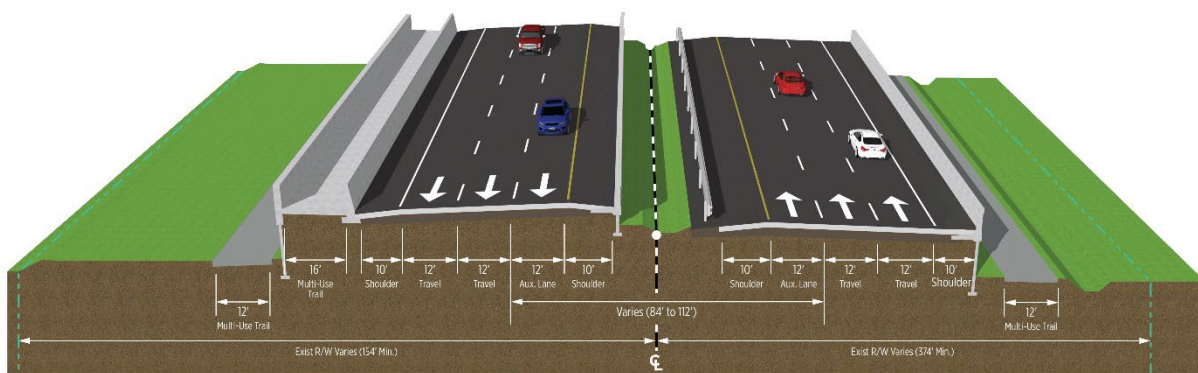 16'
Multi-Use
Trail
10'
Shoulder
12'
Travel
12'
Travel
12'
Aux. Lane
10'
Shoulder
10'
Shoulder
12'
Aux. Lane
12'
Travel
12'
Travel
10'
Shoulder
12'
Multi-Use Trail
Varies (84' to 112')
12'
Multi-Use Trail
Exist R/W Varies (154' Min.)
Exist R/W Varies (374' Min.)
℄